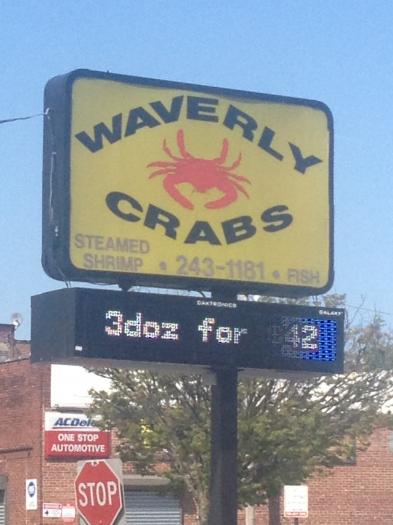 WAVERLY
CRABS
STEAMED
SHRIMP • 243-1181 • FISH
DAKTRONICS
GALAXY
3doz for 42
ACDelco
ONE STOP
AUTOMOTIVE
STOP